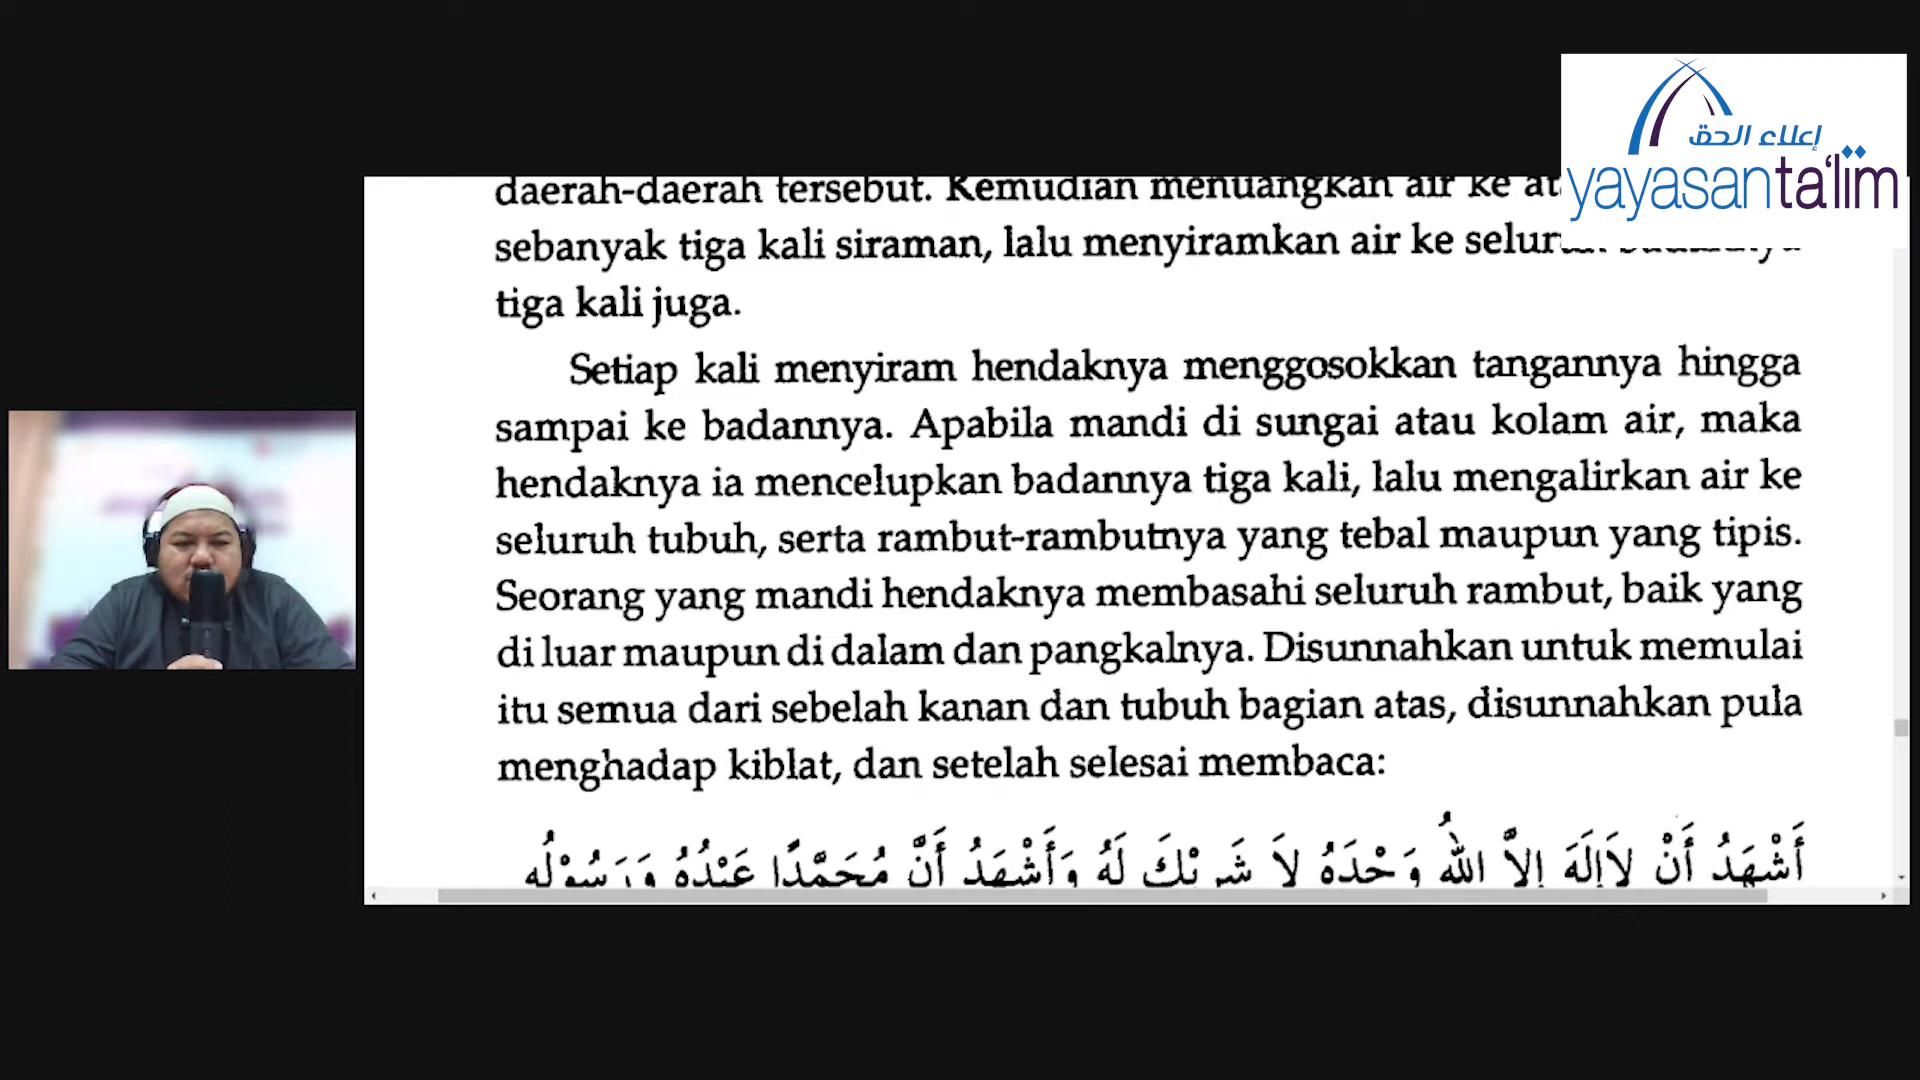 إعلاء الحق
yayasanta'lim
daerah-daerah tersebut. Kemudian menuangkan air ke
sebanyak tiga kali siraman, lalu menyiramkan air ke
tiga kali juga.
Setiap kali menyiram hendaknya menggosokkan tangannya hingga
sampai ke badannya. Apabila mandi di sungai atau kolam air, maka
hendaknya ia mencelupkan badannya tiga kali, lalu mengalirkan air ke
seluruh tubuh, serta rambut-rambutnya yang tebal maupun yang tipis.
Seorang yang mandi hendaknya membasahi seluruh rambut, baik yang
di luar maupun di dalam dan pangkalnya. Disunnahkan untuk memulai
itu semua dari sebelah kanan dan tubuh bagian atas, disunnahkan pula
menghadap kiblat, dan setelah selesai membaca:
أَشْهَدُ أَنْ لاَإِلَهَ إِلاَّ اللهُ وَحْدَهُ لاَ شَرِيْكَ لَهُ وَأَشْهَدُ أَنَّ مُحَمَّدًا عَبْدُهُ وَرَسُوْلُه